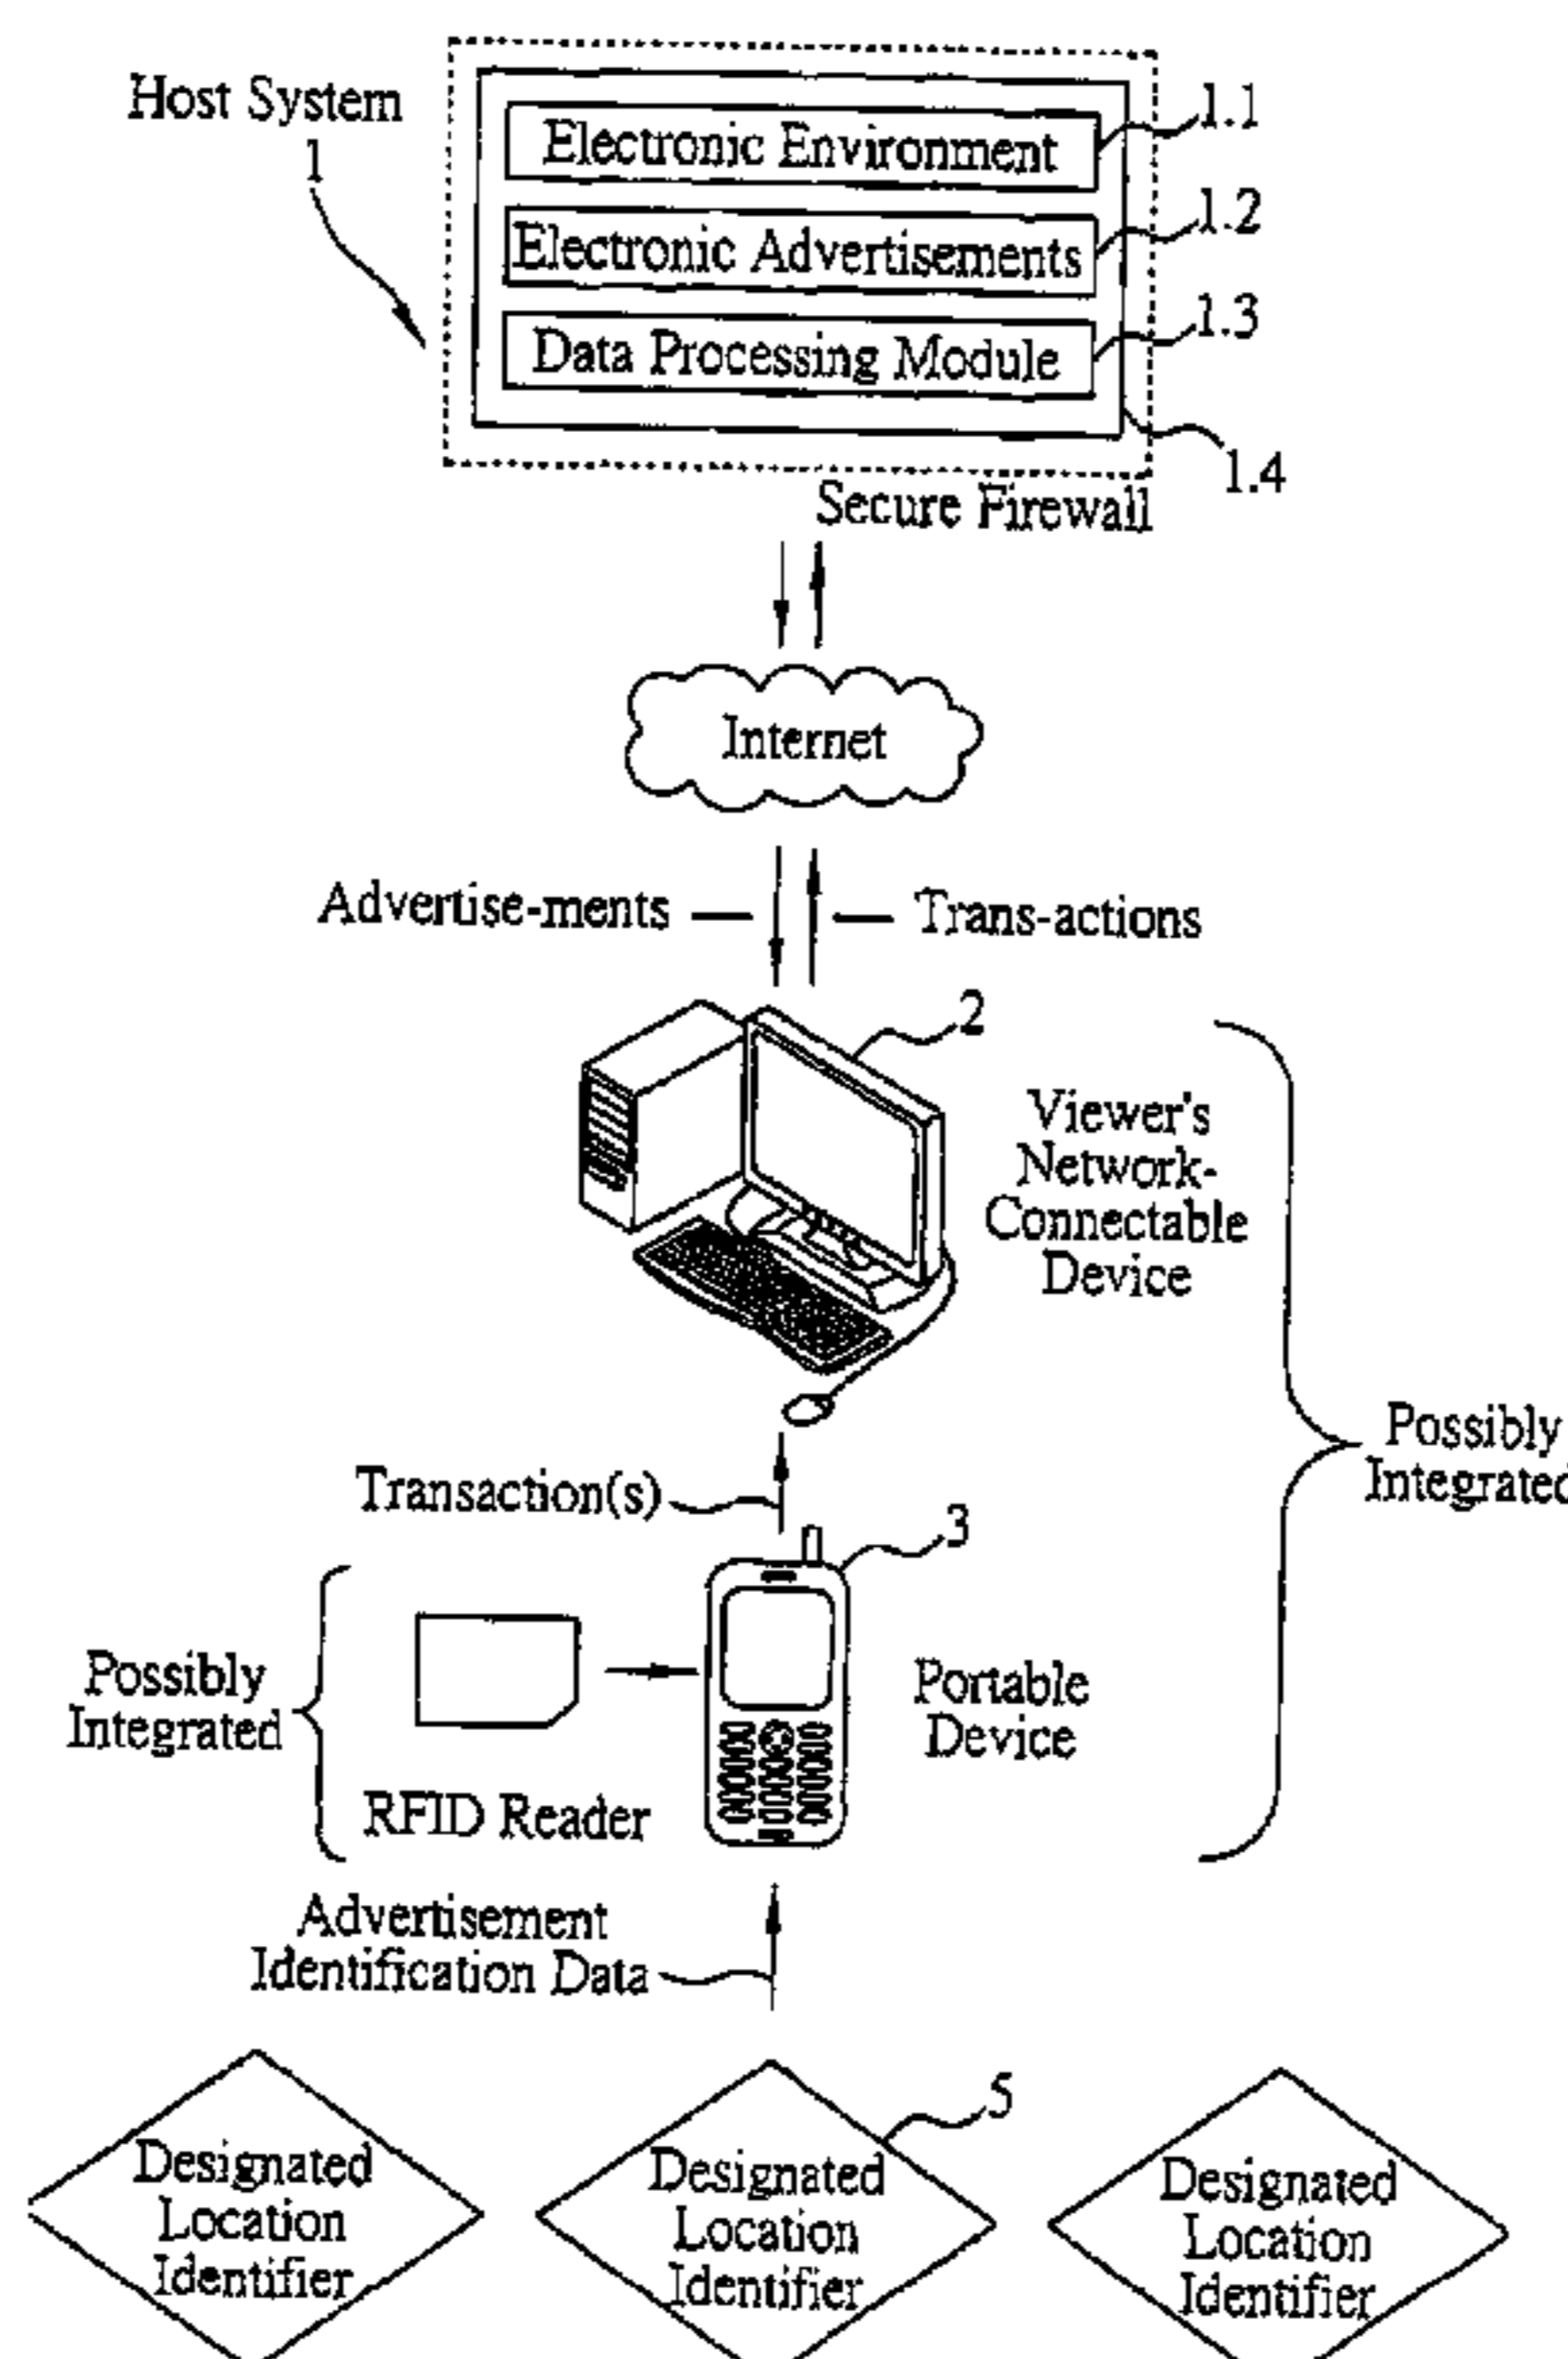 Host System
1
Electronic Environment
1.1
Electronic Advertisements
1.2
Data Processing Module
1.3
1.4
Secure Firewall
Internet
Advertise-ments
Trans-actions
2
Viewer's
Network-
Connectable
Device
Possibly
Integrated
Transaction(s)
3
Possibly
Integrated
RFID Reader
Portable
Device
Advertisement
Identification Data
5
Designated
Location
Identifier
Designated
Location
Identifier
Designated
Location
Identifier